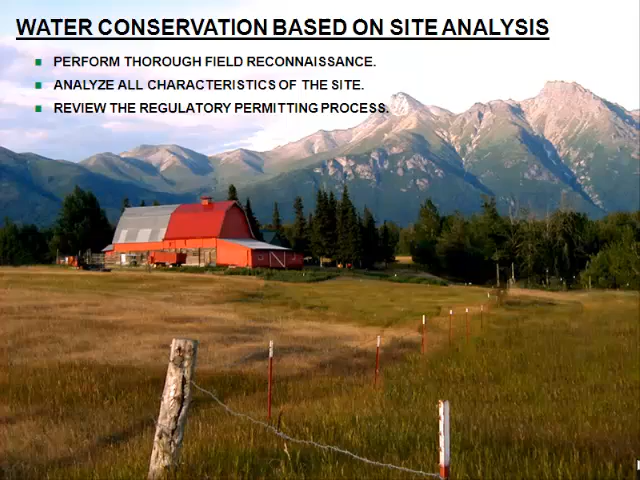 WATER CONSERVATION BASED ON SITE ANALYSIS
PERFORM THOROUGH FIELD RECONNAISSANCE.
ANALYZE ALL CHARACTERISTICS OF THE SITE.
REVIEW THE REGULATORY PERMITTING PROCESS.